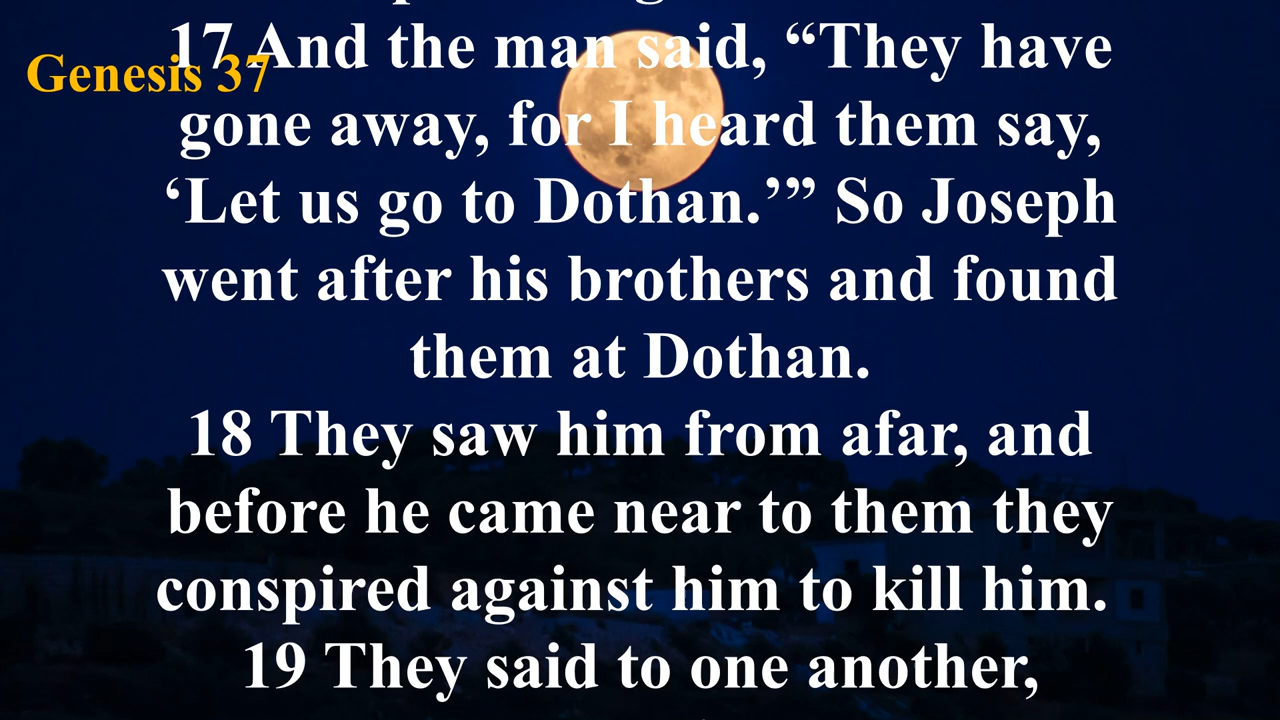 Genesis 37
17 And the man said, “They have
gone away, for I heard them say,
‘Let us go to Dothan.’” So Joseph
went after his brothers and found
them at Dothan.
18 They saw him from afar, and
before he came near to them they
conspired against him to kill him.
19 They said to one another,